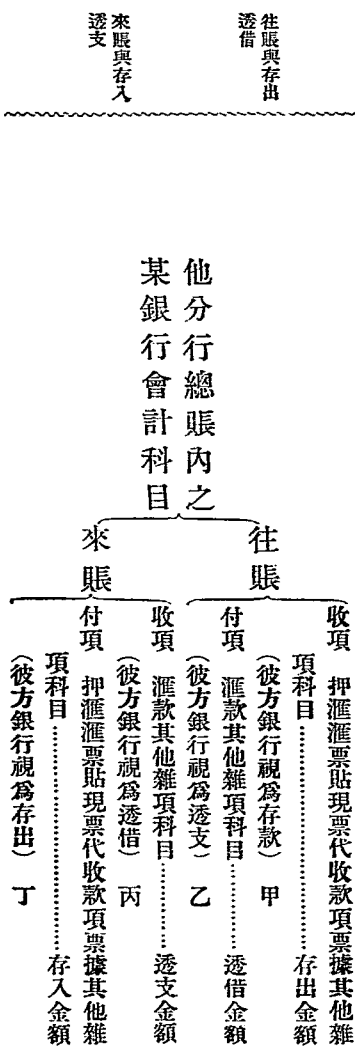 往賬與存出
透借
來賬與存入
透支
他分行總賬內之
某銀行會計科目
往賬
收項　押滙滙票貼現票代收款項票據其他雜
項科目…………………………存出金額
（彼方銀行視爲存款）　甲
付項　滙款其他雜項科目………透借金額
（彼方銀行視爲透支）　乙
來賬
收項　滙款其他雜項科目…………透支金額
（彼方銀行視爲透借）　丙
付項　押滙滙票貼現票代收款項票據其他雜
項科目…………………………存入金額
（彼方銀行視爲存出）　丁